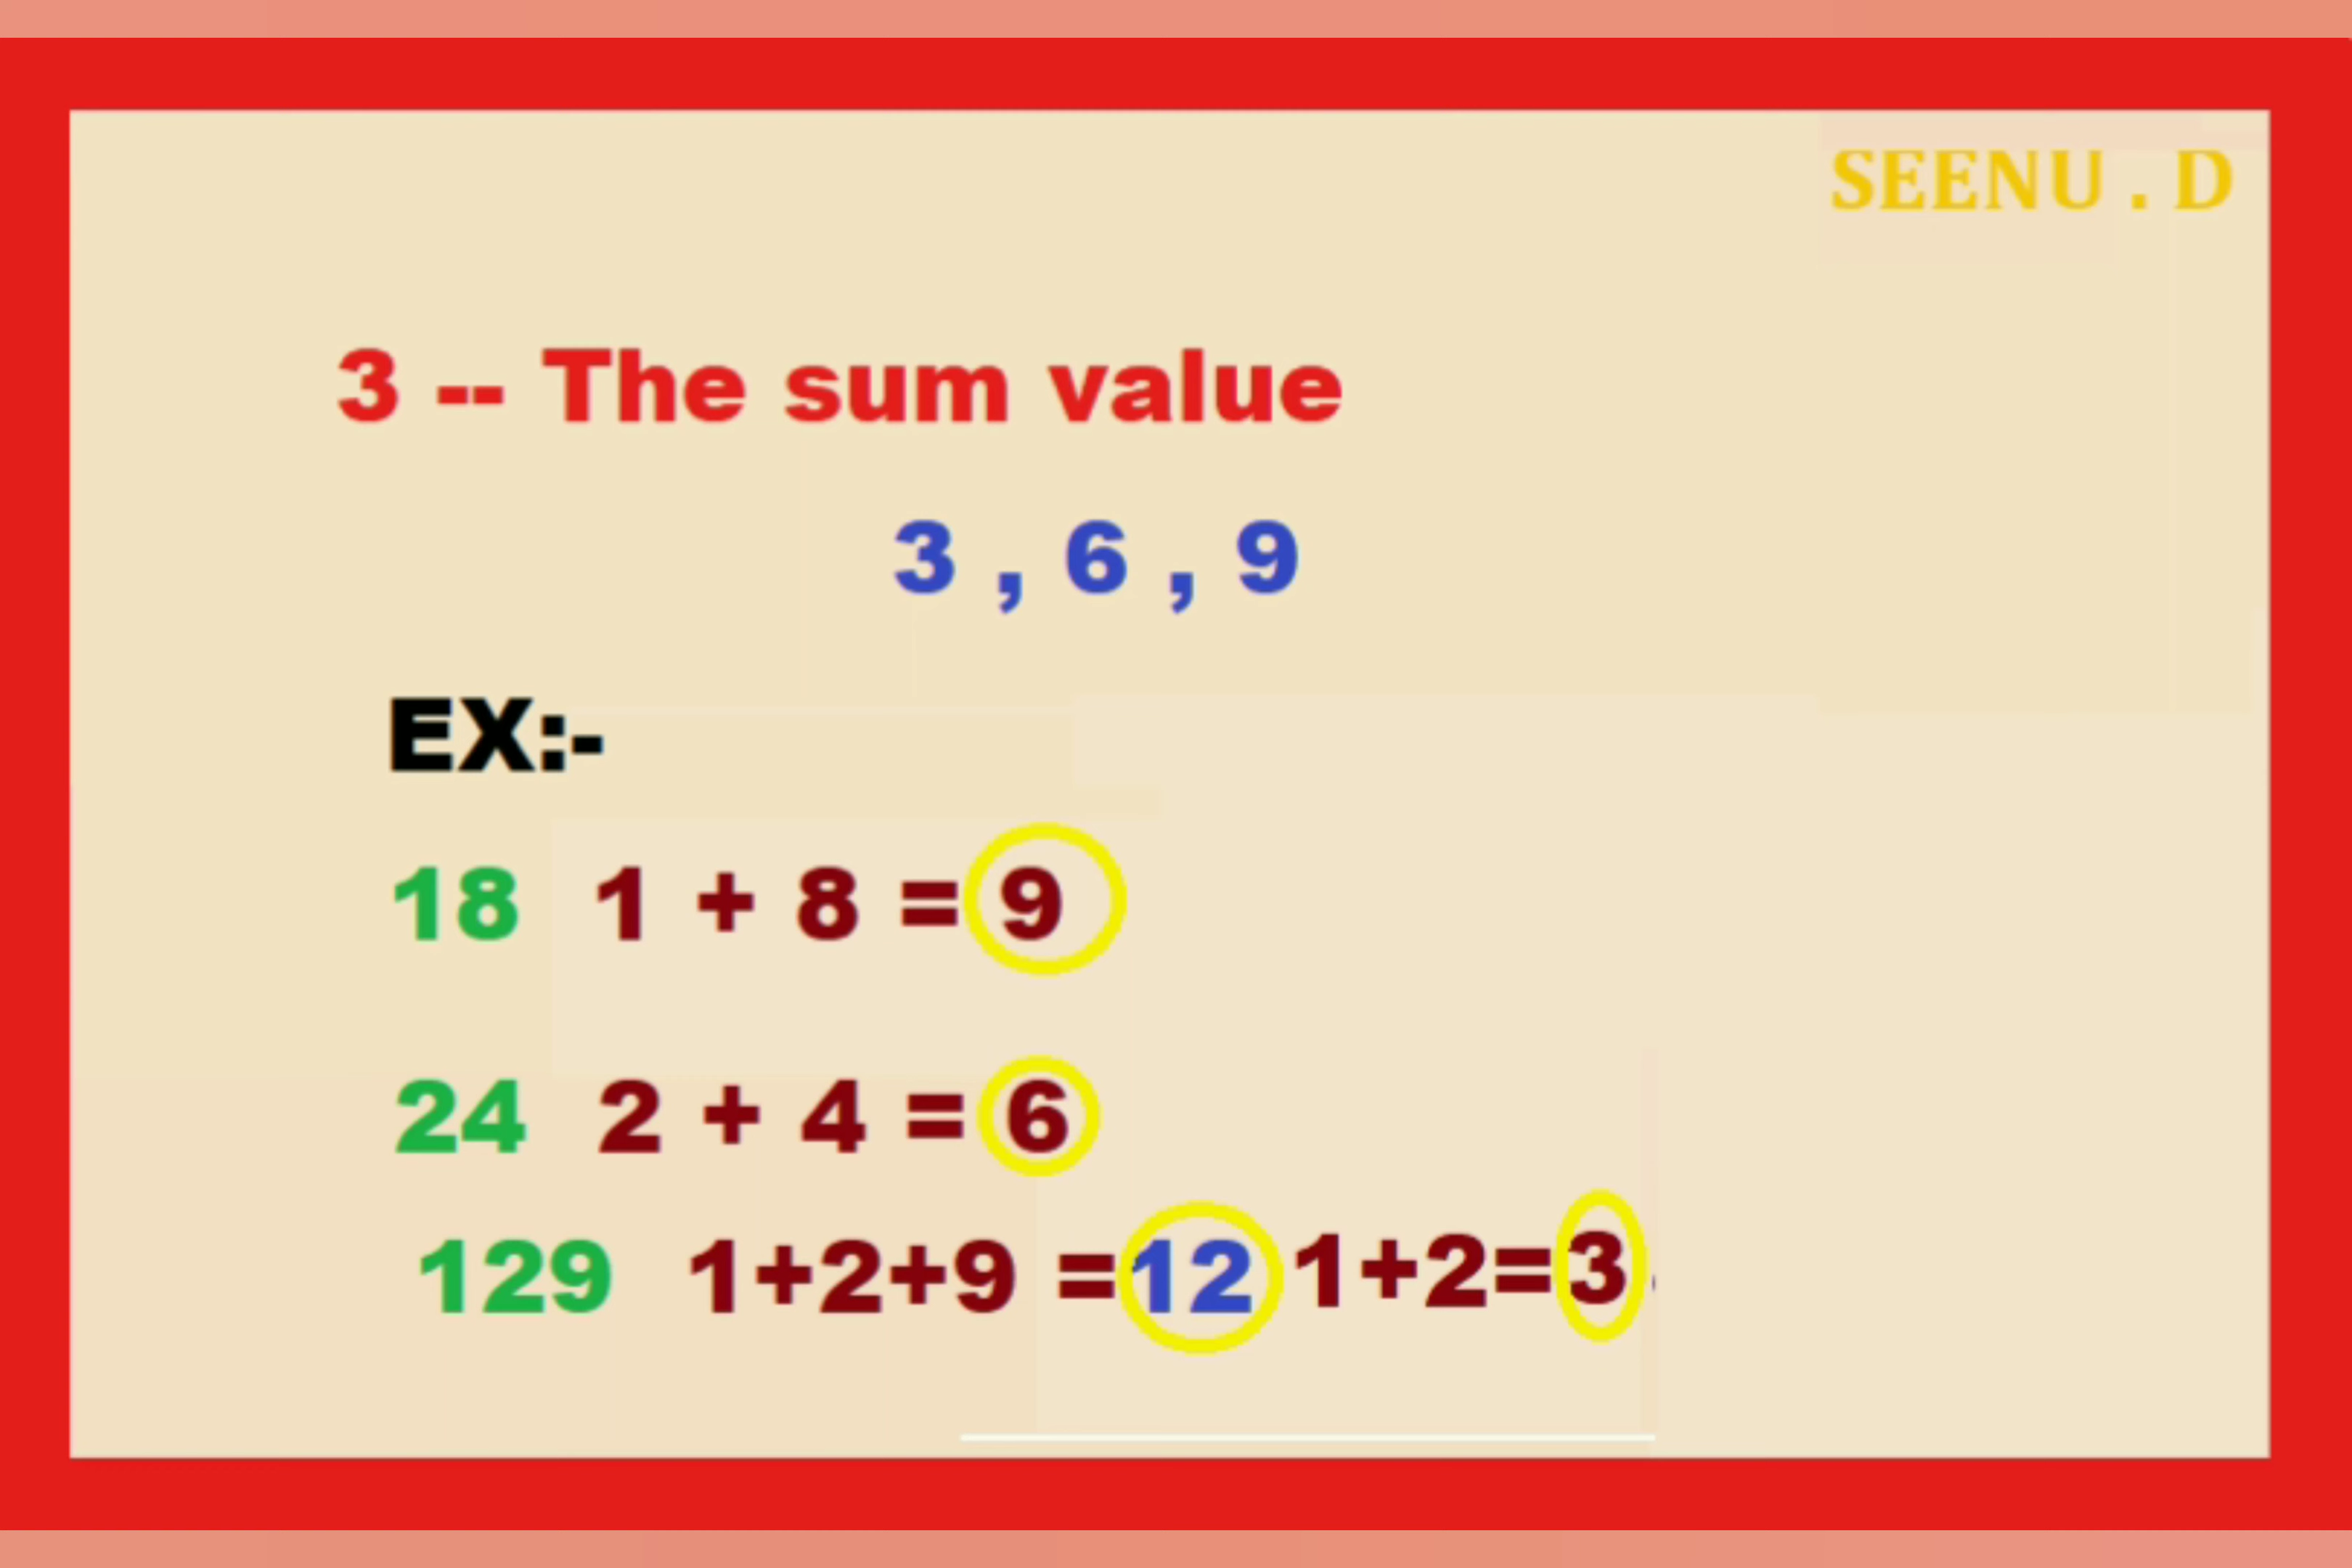 SEENU . D
3 -- The sum value
3 , 6 , 9
EX:-
18 1 + 8 = 9
24 2 + 4 = 6
129 1+2+9 =12 1+2=3